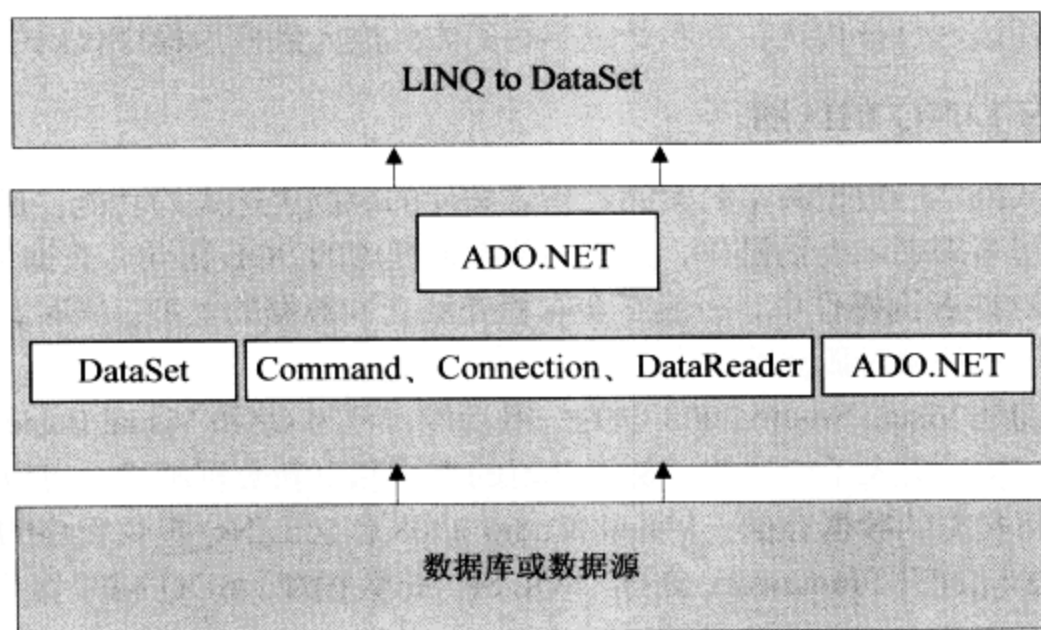 LINQ to DataSet
ADO.NET
DataSet
Command、Connection、DataReader
ADO.NET
数据库或数据源